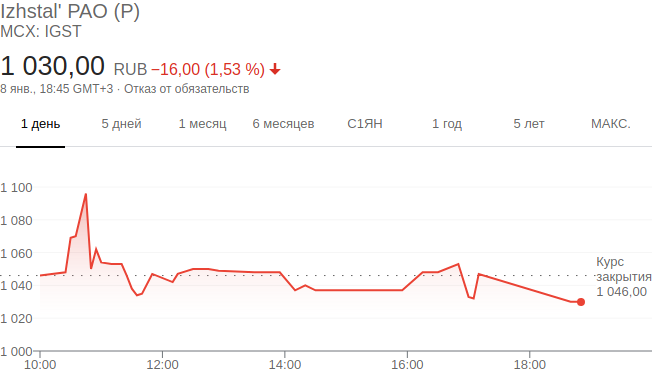 Izhstal' PAO (P)
MCX: IGST
1 030,00 RUB −16,00 (1,53 %)
8 янв., 18:45 GMT+3 · Отказ от обязательств
1 день 5 дней 1 месяц 6 месяцев С1ЯН 1 год 5 лет МАКС.
1 100
1 080
1 060
Курс
закрытия
1 040
1 046,00
1 020
1 000
10:00 12:00 14:00 16:00 18:00